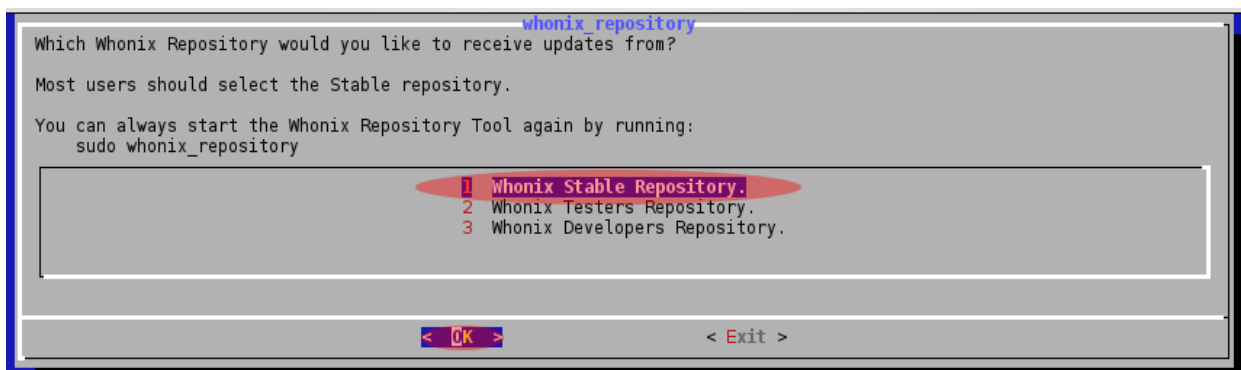 whonix_repository
Which Whonix Repository would you like to receive updates from?
Most users should select the Stable repository.
You can always start the Whonix Repository Tool again by running:
sudo whonix_repository
1 Whonix Stable Repository.
2 Whonix Testers Repository.
3 Whonix Developers Repository.
< OK > < Exit >